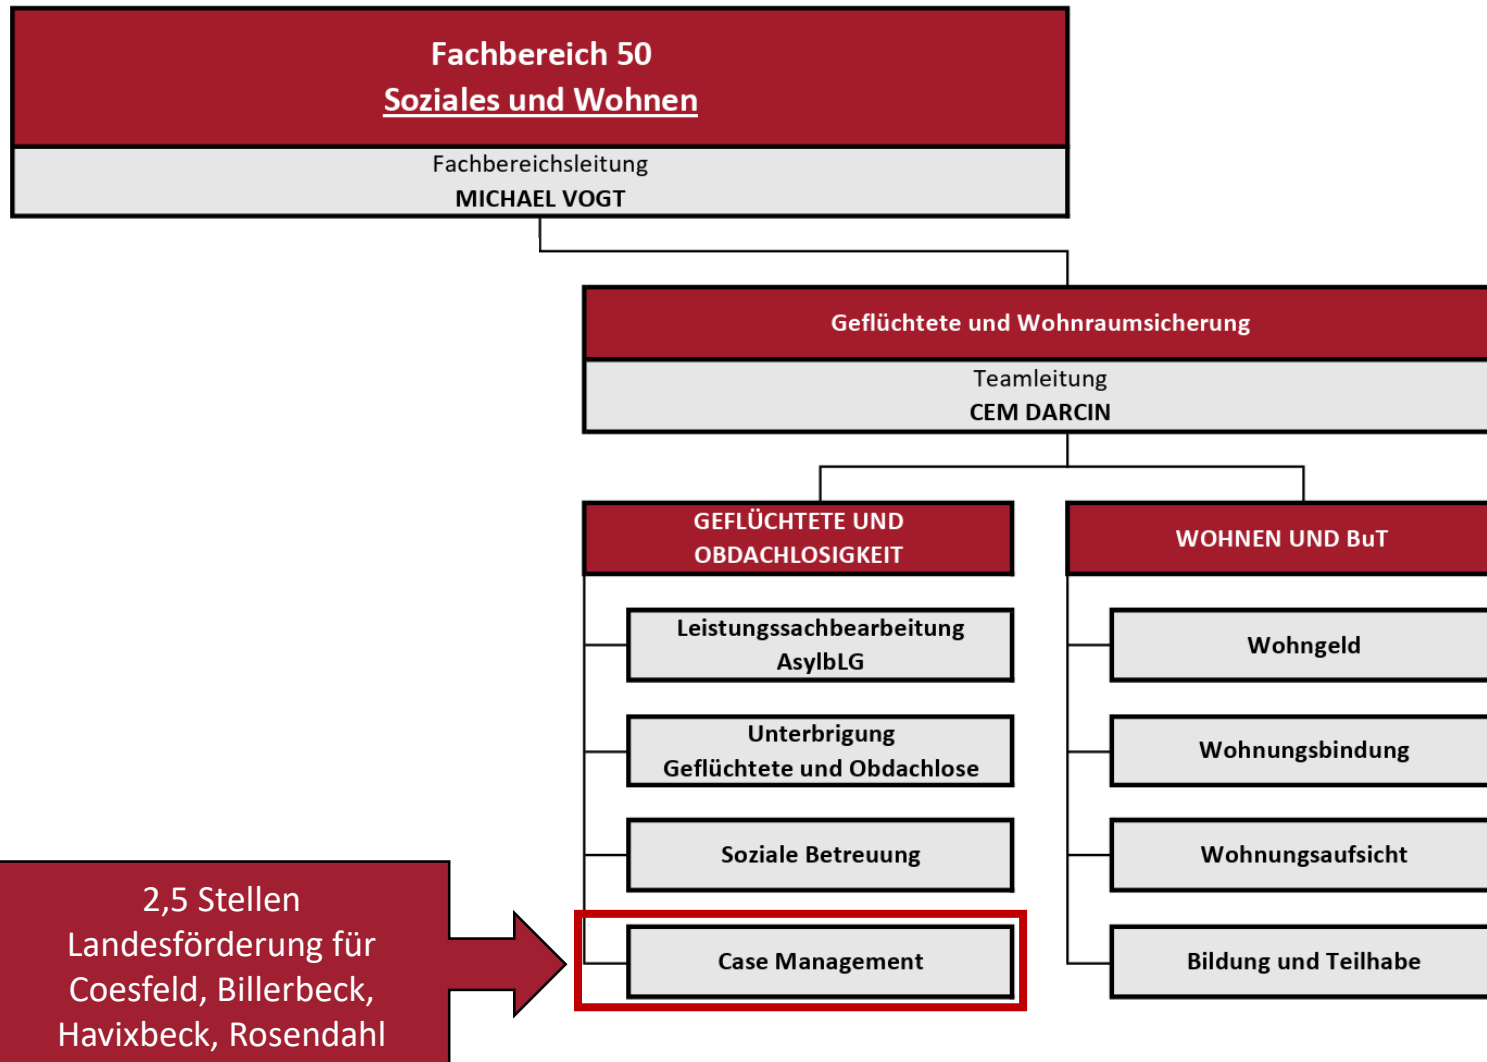 Fachbereich 50
Soziales und Wohnen
Fachbereichsleitung
MICHAEL VOGT
Geflüchtete und Wohnraumsicherung
Teamleitung
CEM DARCIN
GEFLÜCHTETE UND
OBDACHLOSIGKEIT
Leistungssachbearbeitung
AsylbLG
Unterbrigung
Geflüchtete und Obdachlose
Soziale Betreuung
Case Management
WOHNEN UND BuT
Wohngeld
Wohnungsbindung
Wohnungsaufsicht
Bildung und Teilhabe
2,5 Stellen
Landesförderung für
Coesfeld, Billerbeck,
Havixbeck, Rosendahl